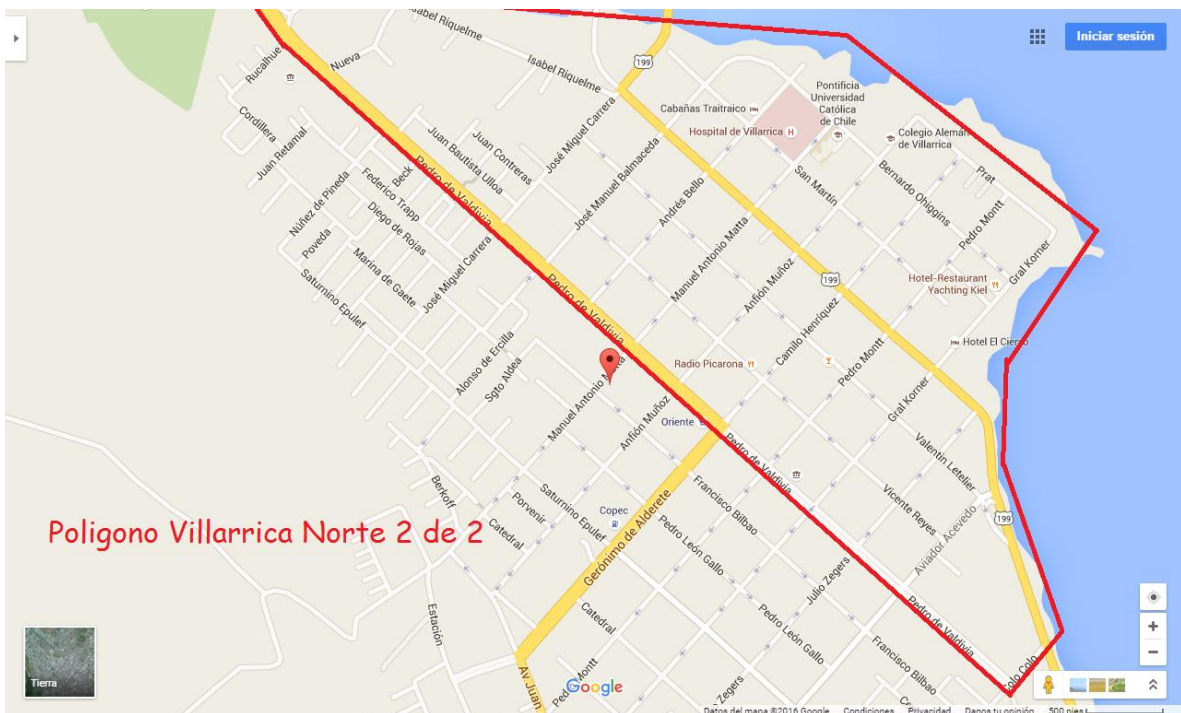 Isabel Riquelme
Iniciar sesión
Nueva
Rucalhue
Isabel Riquelme
199
Pontificia
Universidad
Católica
de Chile
Cabañas Traitraico
Hospital de Villarrica
H
Colegio Alemán
de Villarrica
Cordillera
Juan Retamal
Juan Bautista Ulloa
Juan Contreras
José Miguel Carrera
José Manuel Balmaceda
Andrés Bello
San Martín
Bernardo Ohiggins
Prat
Pedro Montt
Gral Korner
Beck
Federico Trapp
Pedro de Valdivia
Núñez de Pineda
Diego de Rojas
Poveda
Marina de Gaete
José Miguel Carrera
Saturnino Epulef
Manuel Antonio Matta
Anfión Muñoz
199
Hotel-Restaurant
Yachting Kiel
Pedro de Valdivia
Camilo Henríquez
Pedro Montt
Hotel El Ciervo
Alonso de Ercilla
Sgto Aldea
Radio Picarona
Gral Korner
Manuel Antonio Matta
Anfión Muñoz
Oriente
Pedro de Valdivia
Valentín Letelier
Vicente Reyes
Aviador Acevedo
199
Berkoff
Porvenir
Saturnino Epulef
Catedral
Copec
Gerónimo de Alderete
Francisco Bilbao
Pedro León Gallo
Julio Zegers
Poligono Villarrica Norte 2 de 2
Estación
Catedral
Pedro León Gallo
Pedro de Valdivia
Francisco Bilbao
Colo Colo
Av Juan
Pedro Montt
Zegers
Tierra
Google
Datos del mapa ©2016 Google Condiciones Privacidad Danos tu opinión 500 pies